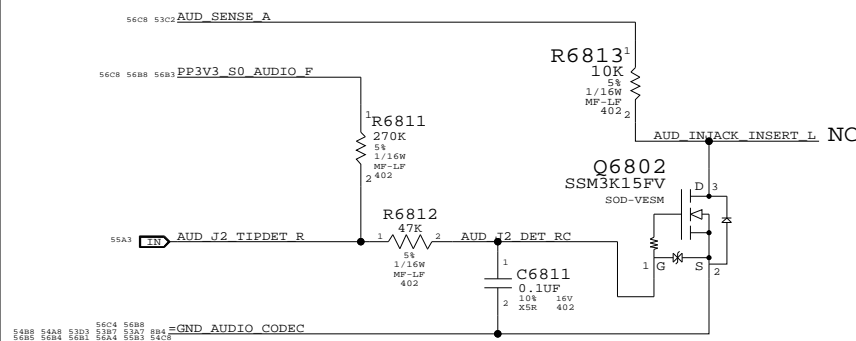 56C8 53C2 AUD_SENSE_A
R6813 1
10K
5%
1/16W
MF-LF
402 2
56C8 56B8 56B3 PP3V3_S0_AUDIO_F
1 R6811
270K
5%
1/16W
MF-LF
2 402
AUD_INJACK_INSERT_L NO
Q6802
SSM3K15FV
SOD-VESM
D 3
1 G S 2
R6812
55A3 IN AUD_J2_TIPDET_R 1 47K 2 AUD_J2_DET_RC
5%
1/16W
MF-LF
402
1
C6811
0.1UF
2 10% 16V
X5R 402
56C4 56B8
54B8 54A8 53D3 53B7 53A7 8B4 =GND_AUDIO_CODEC
56B5 56B4 56B1 56A4 55B3 54C8